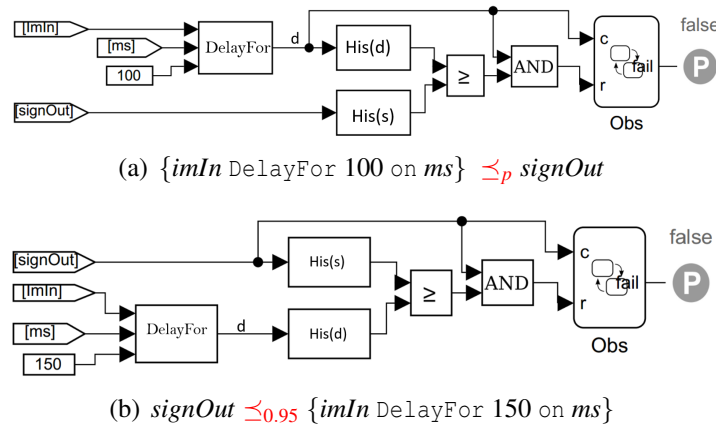 [ImIn]
[ms]
100
DelayFor
d
His(d)
[signOut]
His(s)
≥
AND
c
r
fail
Obs
false
P
(a) {imIn DelayFor 100 on ms} ⪯p signOut
[signOut]
[ImIn]
[ms]
150
DelayFor
d
His(s)
His(d)
≥
AND
c
r
fail
Obs
false
P
(b) signOut ⪯0.95 {imIn DelayFor 150 on ms}